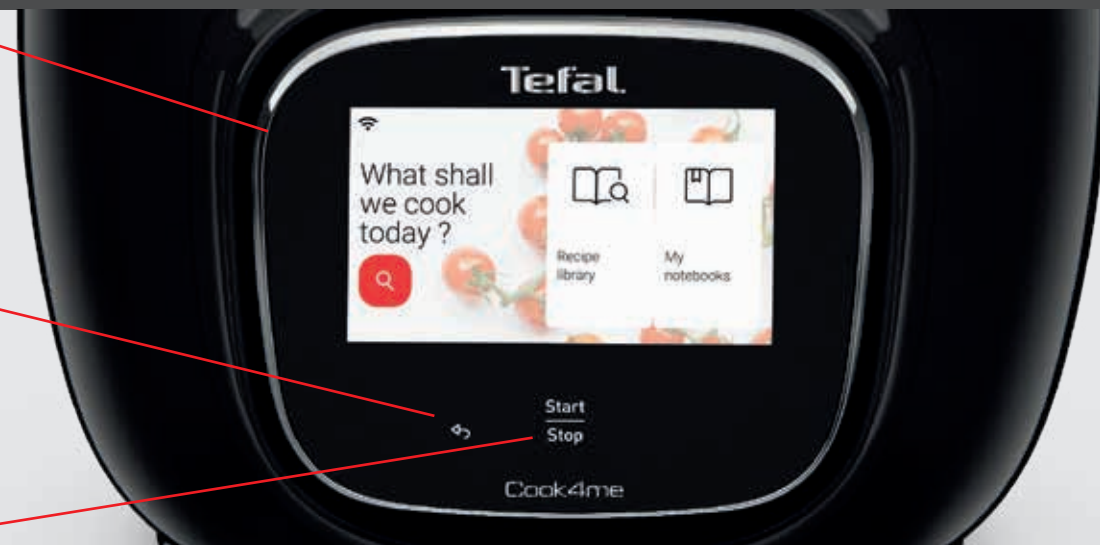 Tefal
What shall
we cook
today ?
Recipe
library
My
notebooks
Start
Stop
Cook4me